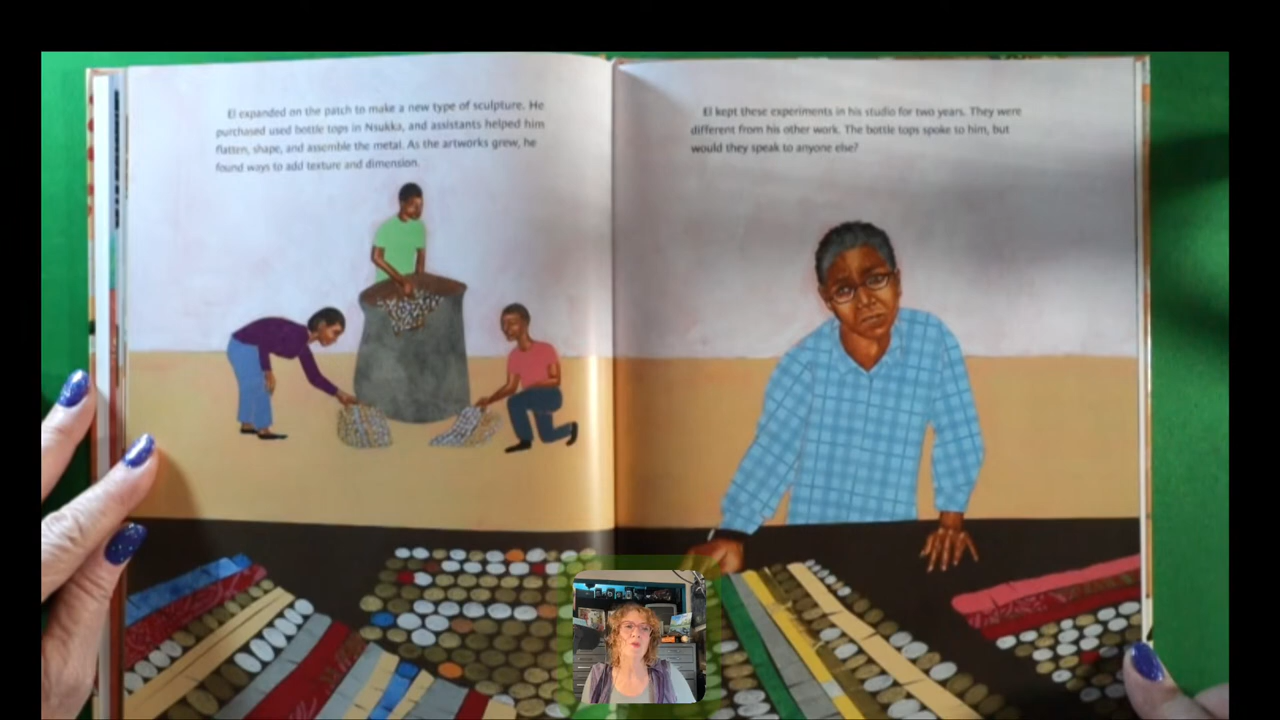 El expanded on the patch to make a new type of sculpture. He
purchased used bottle tops in Nsukka, and assistants helped him
flatten, shape, and assemble the metal. As the artworks grew, he
found ways to add texture and dimension.
El kept these experiments in his studio for two years. They were
different from his other work. The bottle tops spoke to him, but
would they speak to anyone else?